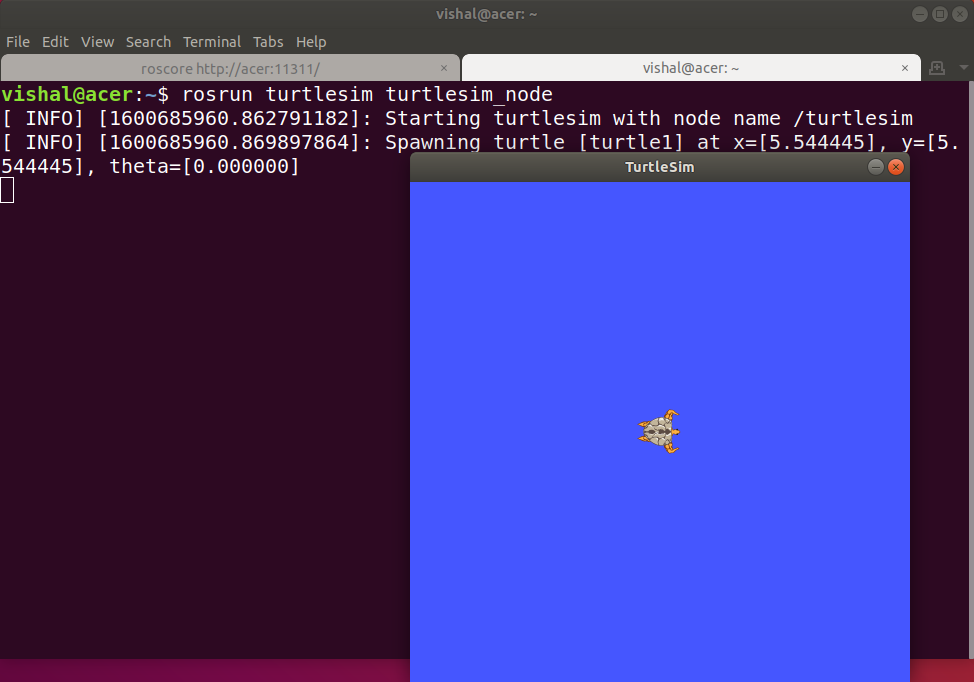 vishal@acer: ~
File Edit View Search Terminal Tabs Help
roscore http://acer:11311/ × vishal@acer: ~ ×
vishal@acer:~$ rosrun turtlesim turtlesim_node
[ INFO] [1600685960.862791182]: Starting turtlesim with node name /turtlesim
[ INFO] [1600685960.869897864]: Spawning turtle [turtle1] at x=[5.544445], y=[5.
544445], theta=[0.000000]
TurtleSim